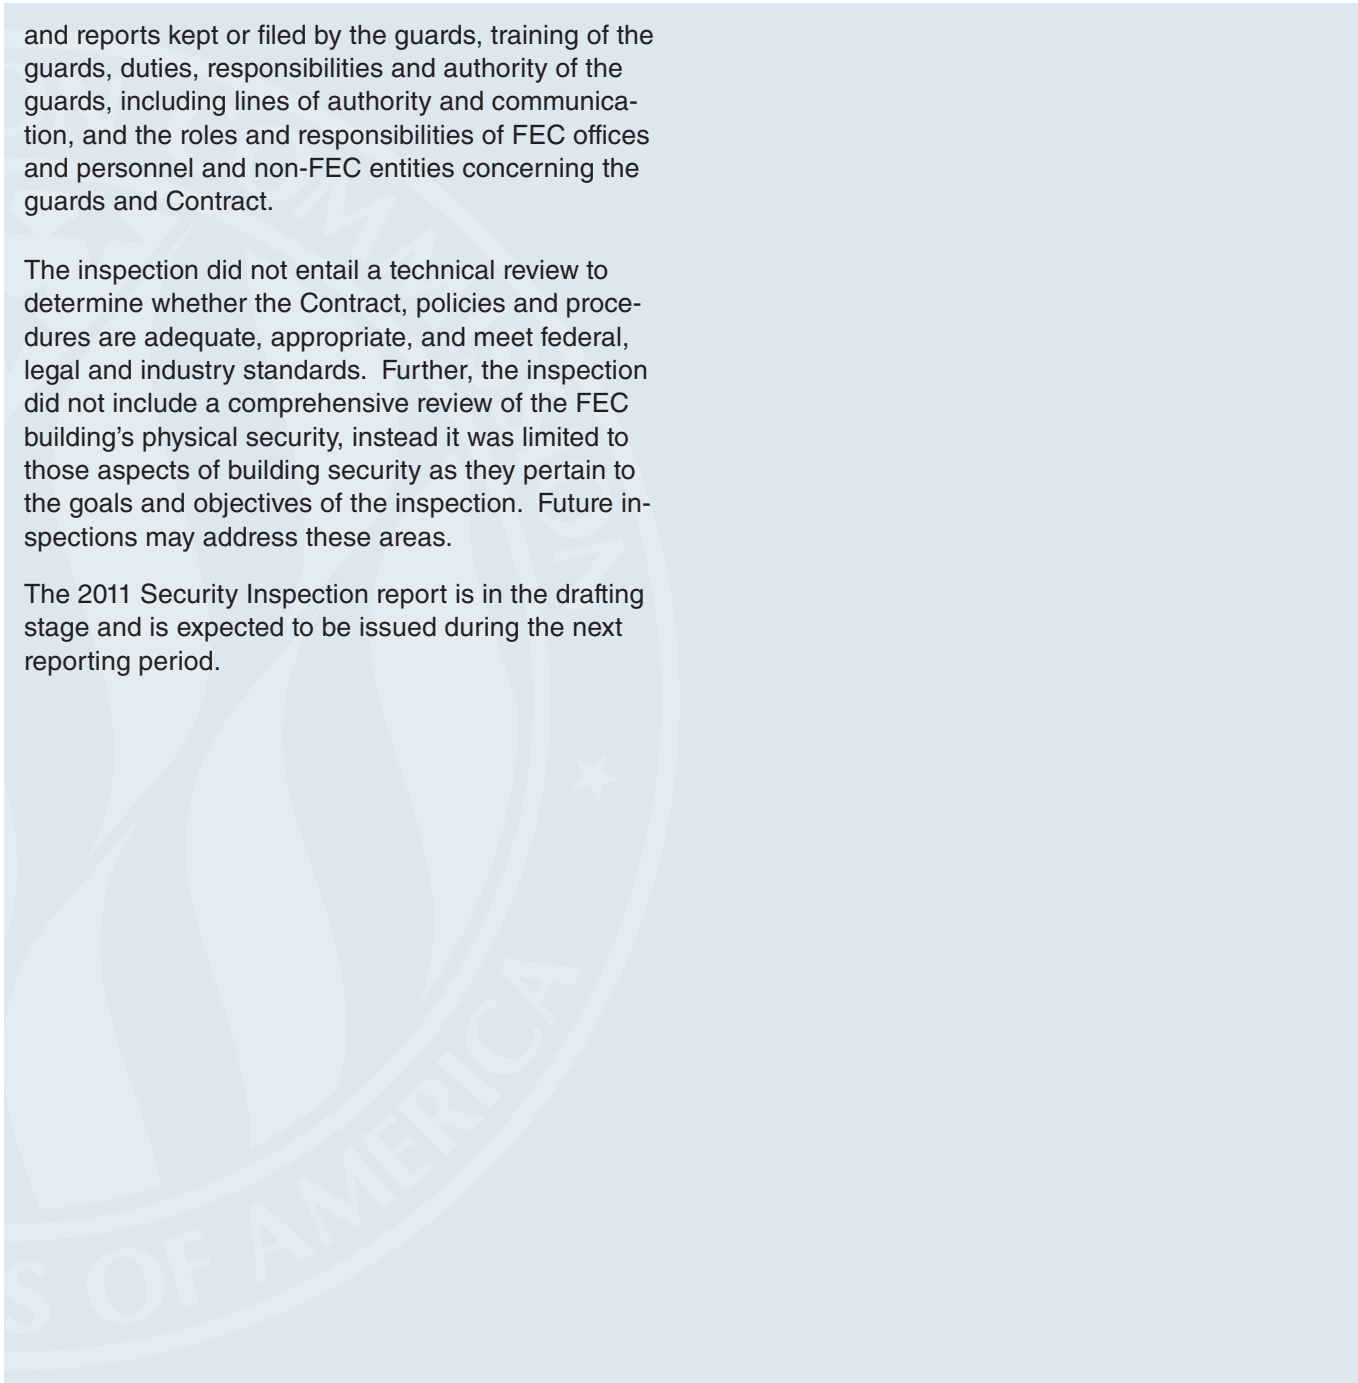 and reports kept or filed by the guards, training of the
guards, duties, responsibilities and authority of the
guards, including lines of authority and communica-
tion, and the roles and responsibilities of FEC offices
and personnel and non-FEC entities concerning the
guards and Contract.
The inspection did not entail a technical review to
determine whether the Contract, policies and proce-
dures are adequate, appropriate, and meet federal,
legal and industry standards.  Further, the inspection
did not include a comprehensive review of the FEC
building’s physical security, instead it was limited to
those aspects of building security as they pertain to
the goals and objectives of the inspection.  Future in-
spections may address these areas.
The 2011 Security Inspection report is in the drafting
stage and is expected to be issued during the next
reporting period.
ON COMMISSION
S OF AMERICA